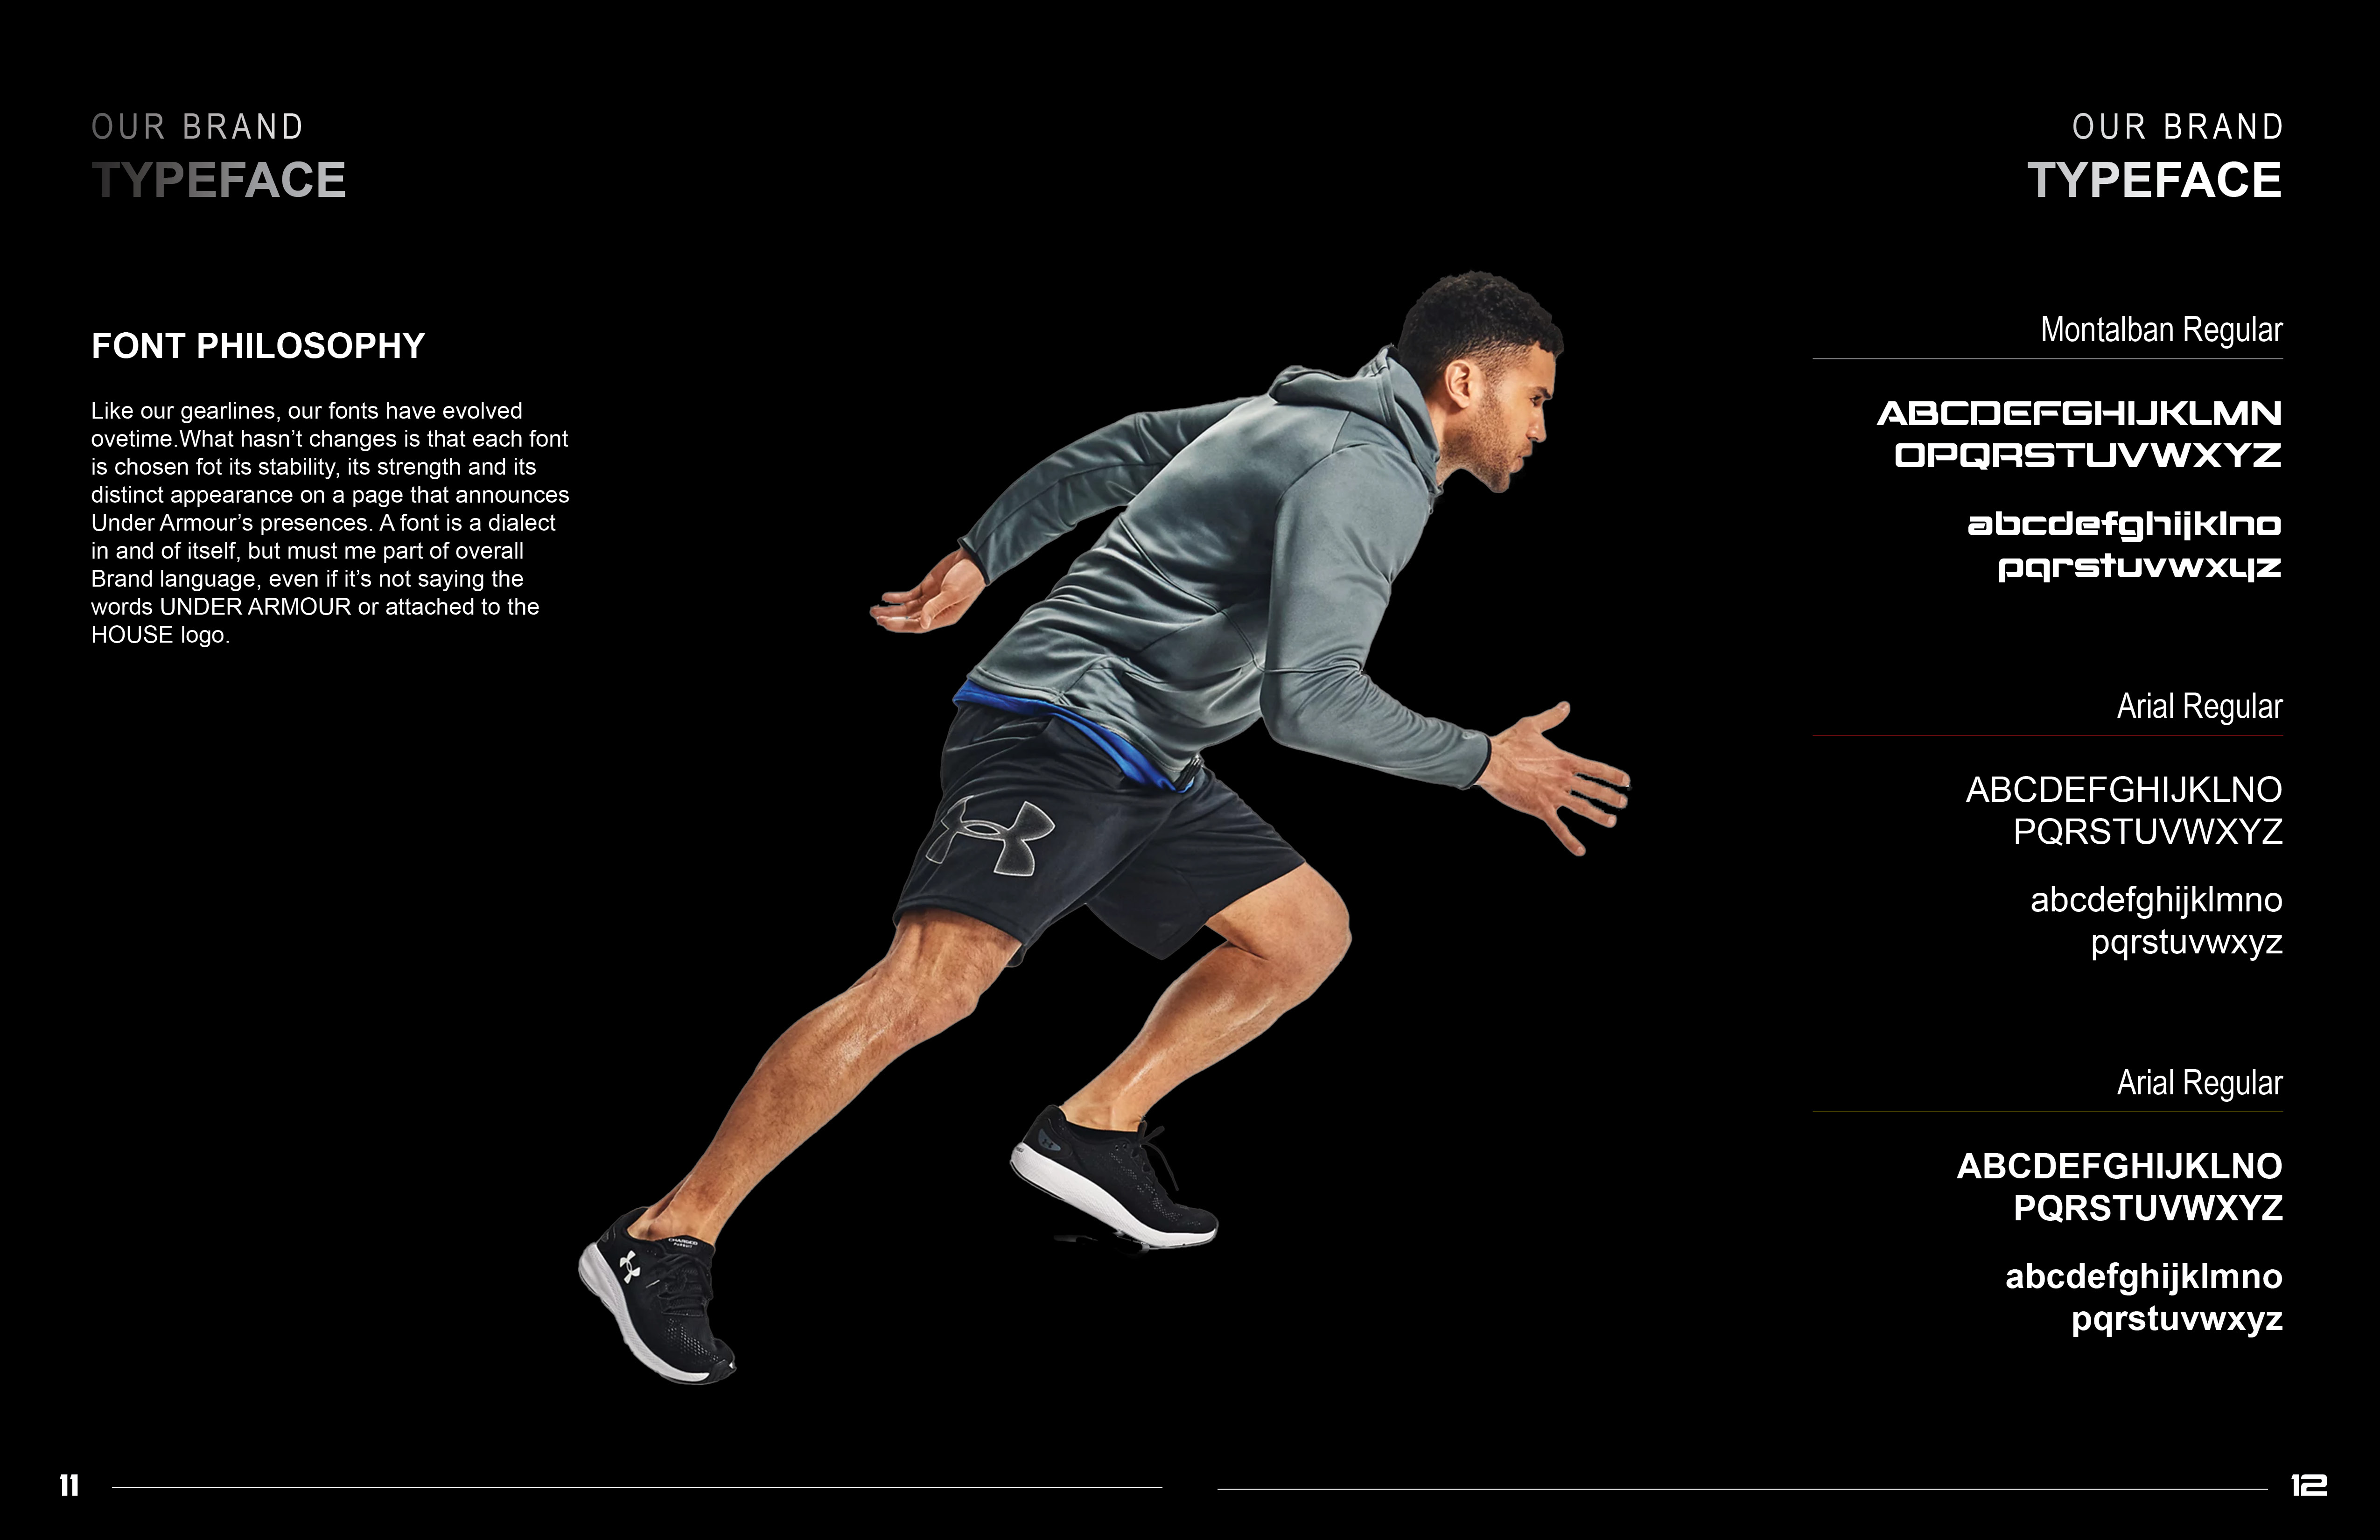 OUR BRAND
TYPEFACE
FONT PHILOSOPHY
Like our gearlines, our fonts have evolved
ovetime.What hasn’t changes is that each font
is chosen fot its stability, its strength and its
distinct appearance on a page that announces
Under Armour’s presences. A font is a dialect
in and of itself, but must me part of overall
Brand language, even if it’s not saying the
words UNDER ARMOUR or attached to the
HOUSE logo.
CHARGED
PURSUIT
11
OUR BRAND
TYPEFACE
Montalban Regular
ABCDEFGHIJKLMN
OPQRSTUVWXYZ
abcdefghijklno
pqrstuvwxyz
Arial Regular
ABCDEFGHIJKLNO
PQRSTUVWXYZ
abcdefghijklmno
pqrstuvwxyz
Arial Regular
ABCDEFGHIJKLNO
PQRSTUVWXYZ
abcdefghijklmno
pqrstuvwxyz
12